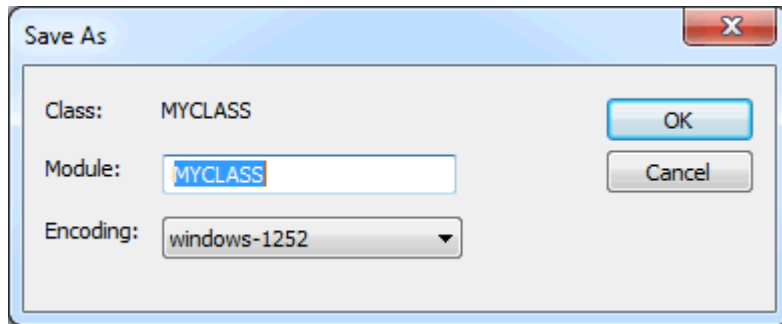 Save As
Class: MYCLASS
OK
Module: MYCLASS
Cancel
Encoding: windows-1252